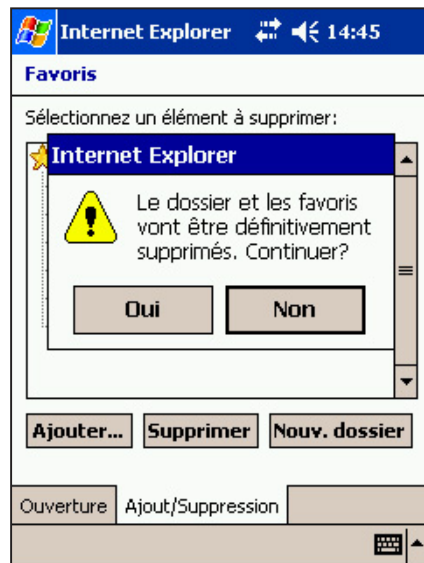 Internet Explorer 14:45
Favoris
Sélectionnez un élément à supprimer:
Internet Explorer
Le dossier et les favoris
vont être définitivement
supprimés. Continuer?
Oui Non
Ajouter... Supprimer Nouv. dossier
Ouverture Ajout/Suppression